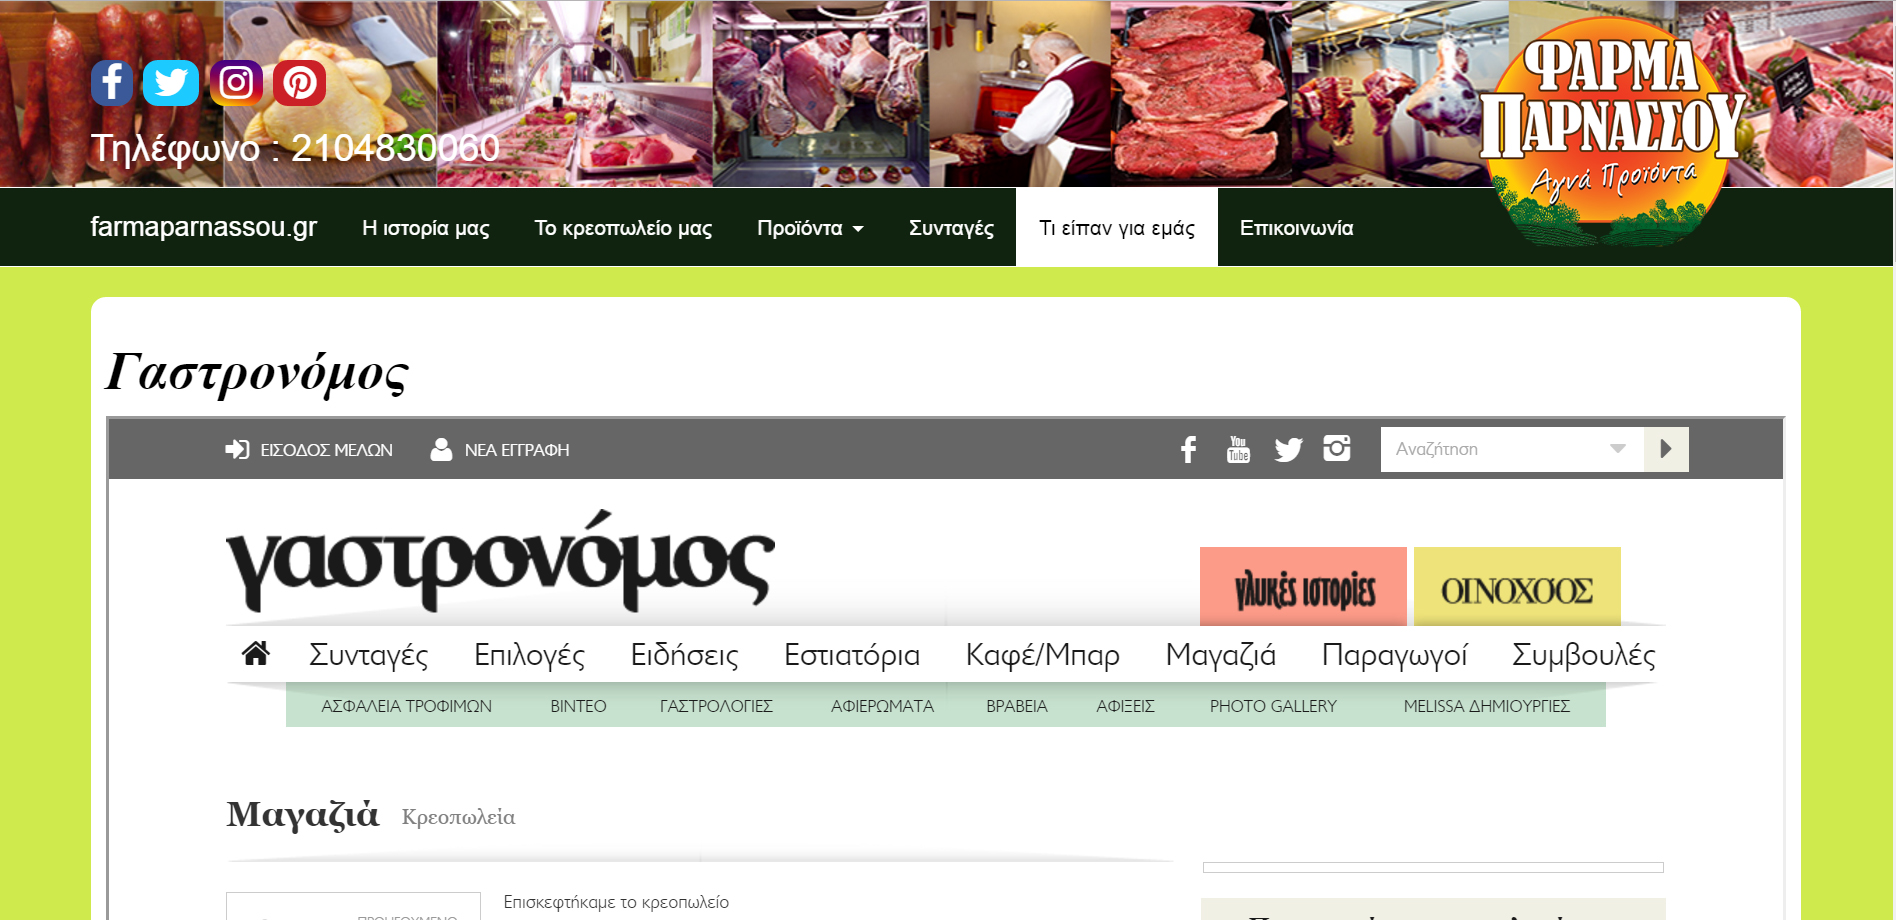 Τηλέφωνο : 2104830060
ΦΑΡΜΑ
ΠΑΡΝΑΣΣΟΥ
Αγνά Προϊόντα
farmaparnassou.gr Η ιστορία μας Το κρεοπωλείο μας Προϊόντα Συνταγές Τι είπαν για εμάς Επικοινωνία
Γαστρονόμος
ΕΙΣΟΔΟΣ ΜΕΛΩΝ ΝΕΑ ΕΓΓΡΑΦΗ You Tube Αναζήτηση
γαστρονόμος
γλυκές ιστορίες ΟΙΝΟΧΟΟΣ
Συνταγές Επιλογές Ειδήσεις Εστιατόρια Καφέ/Μπαρ Μαγαζιά Παραγωγοί Συμβουλές
ΑΣΦΑΛΕΙΑ ΤΡΟΦΙΜΩΝ ΒΙΝΤΕΟ ΓΑΣΤΡΟΛΟΓΙΕΣ ΑΦΙΕΡΩΜΑΤΑ ΒΡΑΒΕΙΑ ΑΦΙΞΕΙΣ PHOTO GALLERY MELISSA ΔΗΜΙΟΥΡΓΙΕΣ
Μαγαζιά Κρεοπωλεία
Επισκεφτήκαμε το κρεοπωλείο